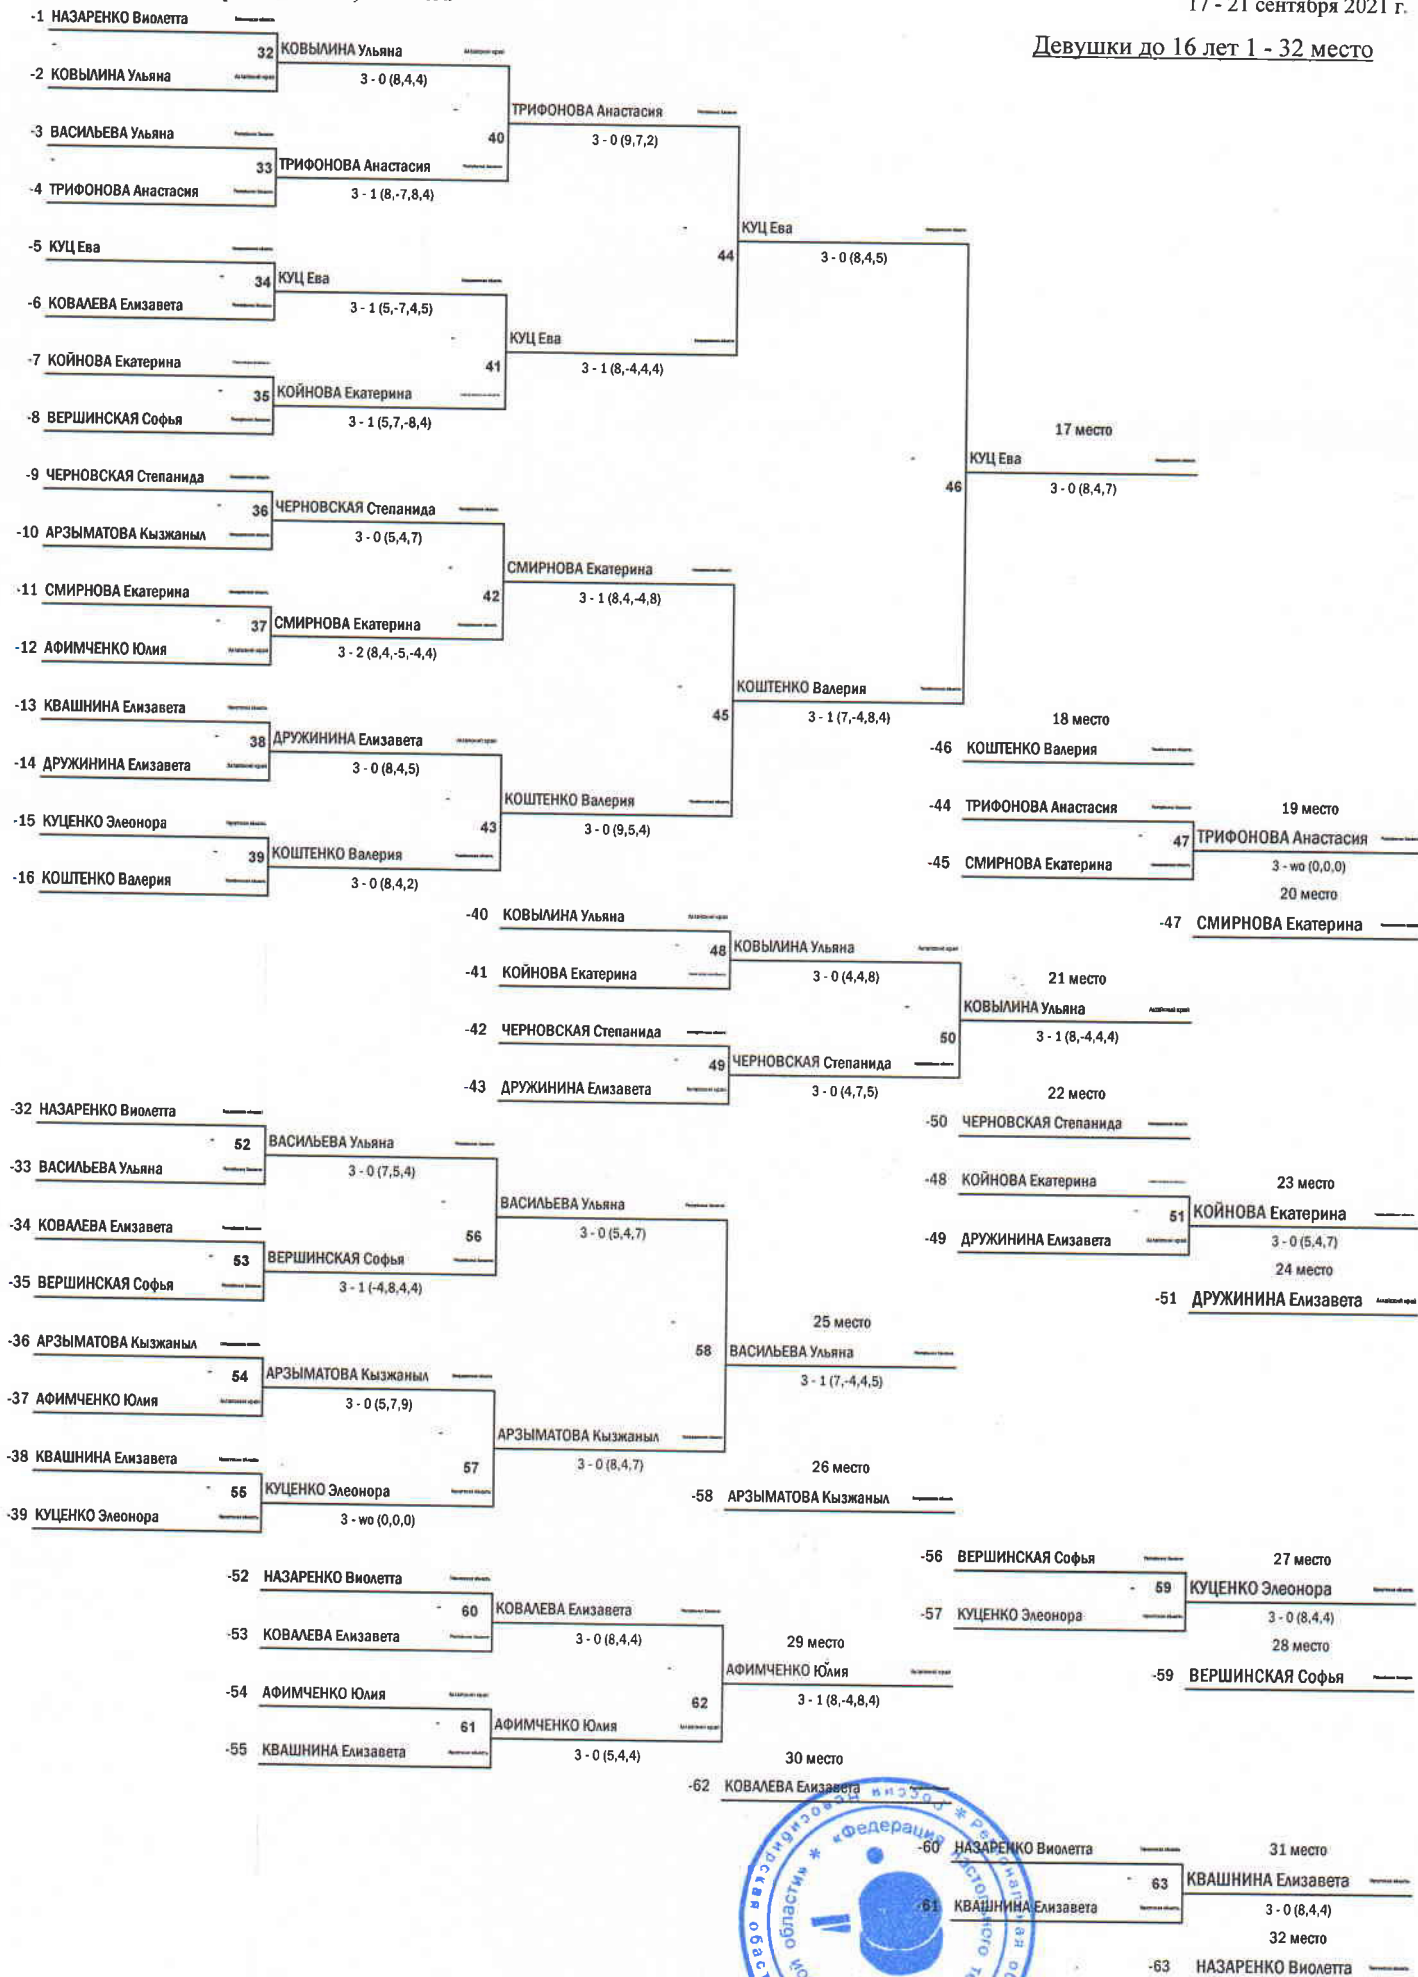 17 - 21 сентября 2021 г.
Девушки до 16 лет 1 - 32 место
-1 НАЗАРЕНКО Виолетта
32 КОВЫЛИНА Ульяна
-2 КОВЫЛИНА Ульяна
3 - 0 (8,4,4)
ТРИФОНОВА Анастасия
-3 ВАСИЛЬЕВА Ульяна
40
3 - 0 (9,7,2)
33 ТРИФОНОВА Анастасия
-4 ТРИФОНОВА Анастасия
3 - 1 (8,-7,8,4)
КУЦ Ева
-5 КУЦ Ева
44
3 - 0 (8,4,5)
34 КУЦ Ева
-6 КОВАЛЕВА Елизавета
3 - 1 (5,-7,4,5)
КУЦ Ева
-7 КОЙНОВА Екатерина
41
3 - 1 (8,-4,4,4)
35 КОЙНОВА Екатерина
-8 ВЕРШИНСКАЯ Софья
3 - 1 (5,7,-8,4)
17 место
КУЦ Ева
-9 ЧЕРНОВСКАЯ Степанида
46
3 - 0 (8,4,7)
36 ЧЕРНОВСКАЯ Степанида
-10 АРЗЫМАТОВА Кызжаныл
3 - 0 (5,4,7)
СМИРНОВА Екатерина
-11 СМИРНОВА Екатерина
42
3 - 1 (8,4,-4,8)
37 СМИРНОВА Екатерина
-12 АФИМЧЕНКО Юлия
3 - 2 (8,4,-5,-4,4)
КОШТЕНКО Валерия
-13 КВАШНИНА Елизавета
45
3 - 1 (7,-4,8,4)
18 место
38 ДРУЖИНИНА Елизавета
-46 КОШТЕНКО Валерия
-14 ДРУЖИНИНА Елизавета
3 - 0 (8,4,5)
КОШТЕНКО Валерия
-44 ТРИФОНОВА Анастасия
19 место
-15 КУЦЕНКО Элеонора
43
3 - 0 (9,5,4)
47 ТРИФОНОВА Анастасия
39 КОШТЕНКО Валерия
-45 СМИРНОВА Екатерина
3 - wo (0,0,0)
-16 КОШТЕНКО Валерия
3 - 0 (8,4,2)
20 место
-40 КОВЫЛИНА Ульяна
-47 СМИРНОВА Екатерина
48 КОВЫЛИНА Ульяна
-41 КОЙНОВА Екатерина
3 - 0 (4,4,8)
21 место
КОВЫЛИНА Ульяна
-42 ЧЕРНОВСКАЯ Степанида
50
3 - 1 (8,-4,4,4)
49 ЧЕРНОВСКАЯ Степанида
-43 ДРУЖИНИНА Елизавета
3 - 0 (4,7,5)
22 место
-32 НАЗАРЕНКО Виолетта
-50 ЧЕРНОВСКАЯ Степанида
52 ВАСИЛЬЕВА Ульяна
-33 ВАСИЛЬЕВА Ульяна
3 - 0 (7,5,4)
-48 КОЙНОВА Екатерина
23 место
ВАСИЛЬЕВА Ульяна
51 КОЙНОВА Екатерина
-34 КОВАЛЕВА Елизавета
56
3 - 0 (5,4,7)
-49 ДРУЖИНИНА Елизавета
3 - 0 (5,4,7)
53 ВЕРШИНСКАЯ Софья
24 место
-35 ВЕРШИНСКАЯ Софья
3 - 1 (-4,8,4,4)
-51 ДРУЖИНИНА Елизавета
25 место
-36 АРЗЫМАТОВА Кызжаныл
58 ВАСИЛЬЕВА Ульяна
54 АРЗЫМАТОВА Кызжаныл
3 - 1 (7,-4,4,5)
-37 АФИМЧЕНКО Юлия
3 - 0 (5,7,9)
АРЗЫМАТОВА Кызжаныл
-38 КВАШНИНА Елизавета
57
3 - 0 (8,4,7)
26 место
55 КУЦЕНКО Элеонора
-58 АРЗЫМАТОВА Кызжаныл
-39 КУЦЕНКО Элеонора
3 - wo (0,0,0)
-56 ВЕРШИНСКАЯ Софья
27 место
-52 НАЗАРЕНКО Виолетта
59 КУЦЕНКО Элеонора
60 КОВАЛЕВА Елизавета
-57 КУЦЕНКО Элеонора
3 - 0 (8,4,4)
-53 КОВАЛЕВА Елизавета
3 - 0 (8,4,4)
29 место
28 место
АФИМЧЕНКО Юлия
-59 ВЕРШИНСКАЯ Софья
-54 АФИМЧЕНКО Юлия
62
3 - 1 (8,-4,8,4)
61 АФИМЧЕНКО Юлия
-55 КВАШНИНА Елизавета
3 - 0 (5,4,4)
30 место
-62 КОВАЛЕВА Елизавета
-60 НАЗАРЕНКО Виолетта
31 место
63 КВАШНИНА Елизавета
-61 КВАШНИНА Елизавета
3 - 0 (8,4,4)
32 место
-63 НАЗАРЕНКО Виолетта
Россия Новосибирская
«Федерация настольного
области»